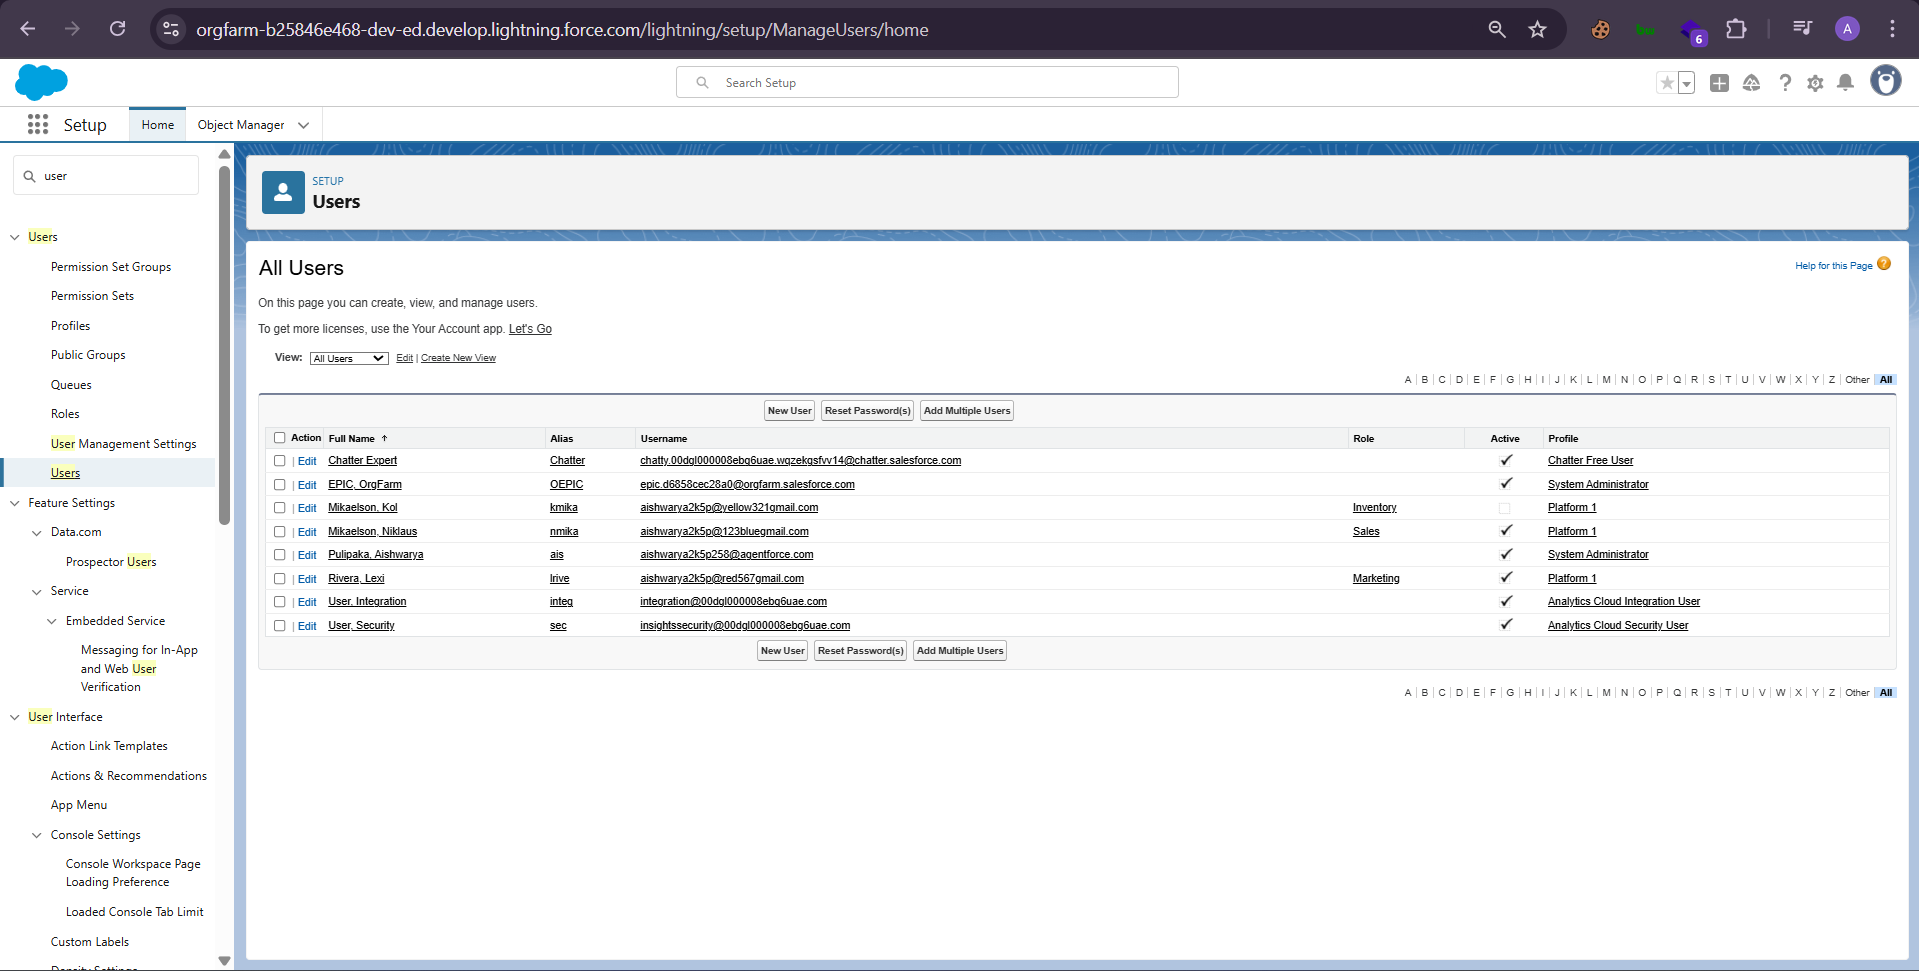 orgfarm-b25846e468-dev-ed.develop.lightning.force.com/lightning/setup/ManageUsers/home
bw
6
A
Search Setup
Setup
Home
Object Manager
user
Users
Permission Set Groups
Permission Sets
Profiles
Public Groups
Queues
Roles
User Management Settings
Users
Feature Settings
Data.com
Prospector Users
Service
Embedded Service
Messaging for In-App
and Web User
Verification
User Interface
Action Link Templates
Actions & Recommendations
App Menu
Console Settings
Console Workspace Page
Loading Preference
Loaded Console Tab Limit
Custom Labels
Density Settings
SETUP
Users
All Users
Help for this Page ?
On this page you can create, view, and manage users.
To get more licenses, use the Your Account app. Let's Go
View: All Users Edit | Create New View
A | B | C | D | E | F | G | H | I | J | K | L | M | N | O | P | Q | R | S | T | U | V | W | X | Y | Z | Other | All
New User Reset Password(s) Add Multiple Users
Action Full Name ↑ Alias Username Role Active Profile
| Edit Chatter Expert Chatter chatty.00dgl000008ebq6uae.wqzekgsfvv14@chatter.salesforce.com Chatter Free User
| Edit EPIC, OrgFarm OEPIC epic.d6858cec28a0@orgfarm.salesforce.com System Administrator
| Edit Mikaelson, Kol kmika aishwarya2k5p@yellow321gmail.com Inventory Platform 1
| Edit Mikaelson, Niklaus nmika aishwarya2k5p@123bluegmail.com Sales Platform 1
| Edit Pulipaka, Aishwarya ais aishwarya2k5p258@agentforce.com System Administrator
| Edit Rivera, Lexi lrive aishwarya2k5p@red567gmail.com Marketing Platform 1
| Edit User, Integration integ integration@00dgl000008ebq6uae.com Analytics Cloud Integration User
| Edit User, Security sec insightssecurity@00dgl000008ebg6uae.com Analytics Cloud Security User
New User Reset Password(s) Add Multiple Users
A | B | C | D | E | F | G | H | I | J | K | L | M | N | O | P | Q | R | S | T | U | V | W | X | Y | Z | Other | All